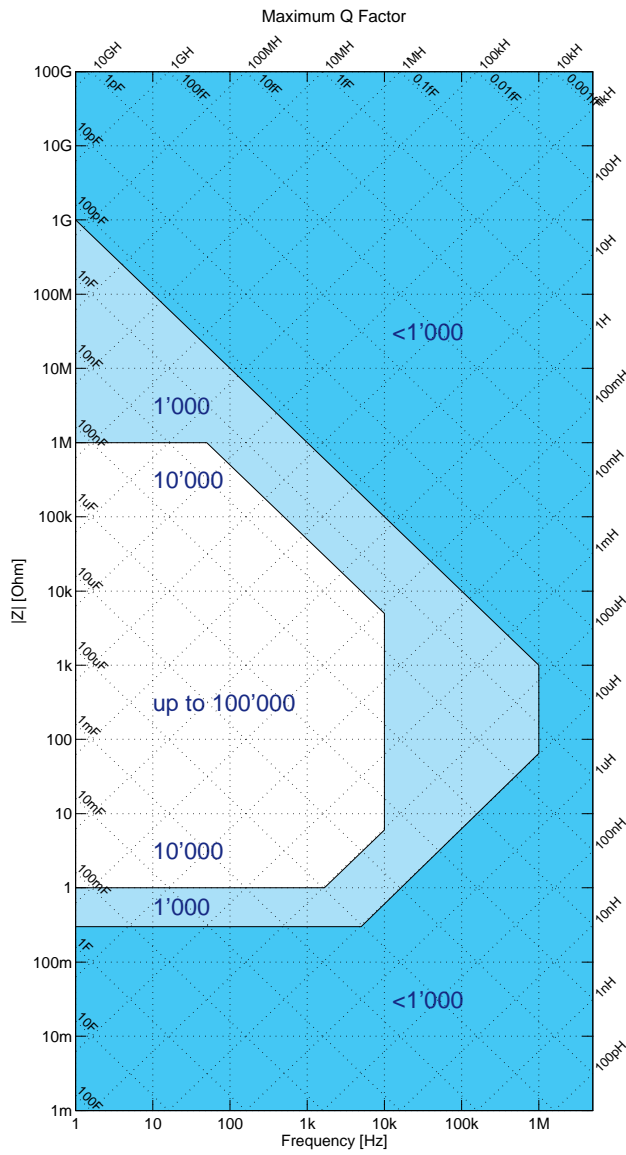 Maximum Q Factor
10GH
1GH
100MH
10MH
1MH
100kH
10kH
1kH
100H
10H
1H
100mH
10mH
1mH
100uH
10uH
1uH
100nH
10nH
1nH
100pH
1pF
100fF
10fF
1fF
0.1fF
0.01fF
0.001fF
10pF
100pF
1nF
10nF
100nF
1uF
10uF
100uF
1mF
10mF
100mF
1F
10F
100F
100G
10G
1G
100M
10M
1M
100k
10k
1k
100
10
1
100m
10m
1m
|Z| [Ohm]
<1'000
1'000
10'000
up to 100'000
10'000
1'000
<1'000
1
10
100
1k
10k
100k
1M
Frequency [Hz]